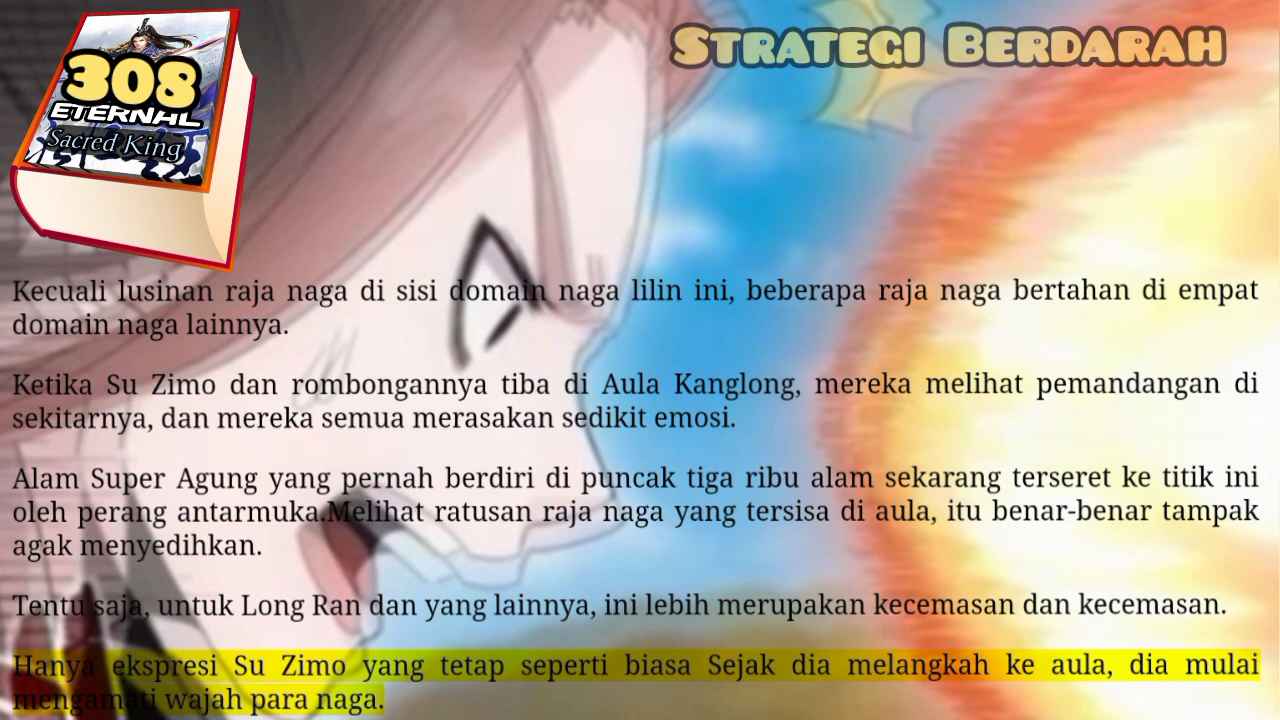 308
ETERNAL
Sacred King
STRATEGI BERDARAH
Kecuali lusinan raja naga di sisi domain naga lilin ini, beberapa raja naga bertahan di empat
domain naga lainnya.
Ketika Su Zimo dan rombongannya tiba di Aula Kanglong, mereka melihat pemandangan di
sekitarnya, dan mereka semua merasakan sedikit emosi.
Alam Super Agung yang pernah berdiri di puncak tiga ribu alam sekarang terseret ke titik ini
oleh perang antarmuka.Melihat ratusan raja naga yang tersisa di aula, itu benar-benar tampak
agak menyedihkan.
Tentu saja, untuk Long Ran dan yang lainnya, ini lebih merupakan kecemasan dan kecemasan.
Hanya ekspresi Su Zimo yang tetap seperti biasa Sejak dia melangkah ke aula, dia mulai
mengamati wajah para naga.